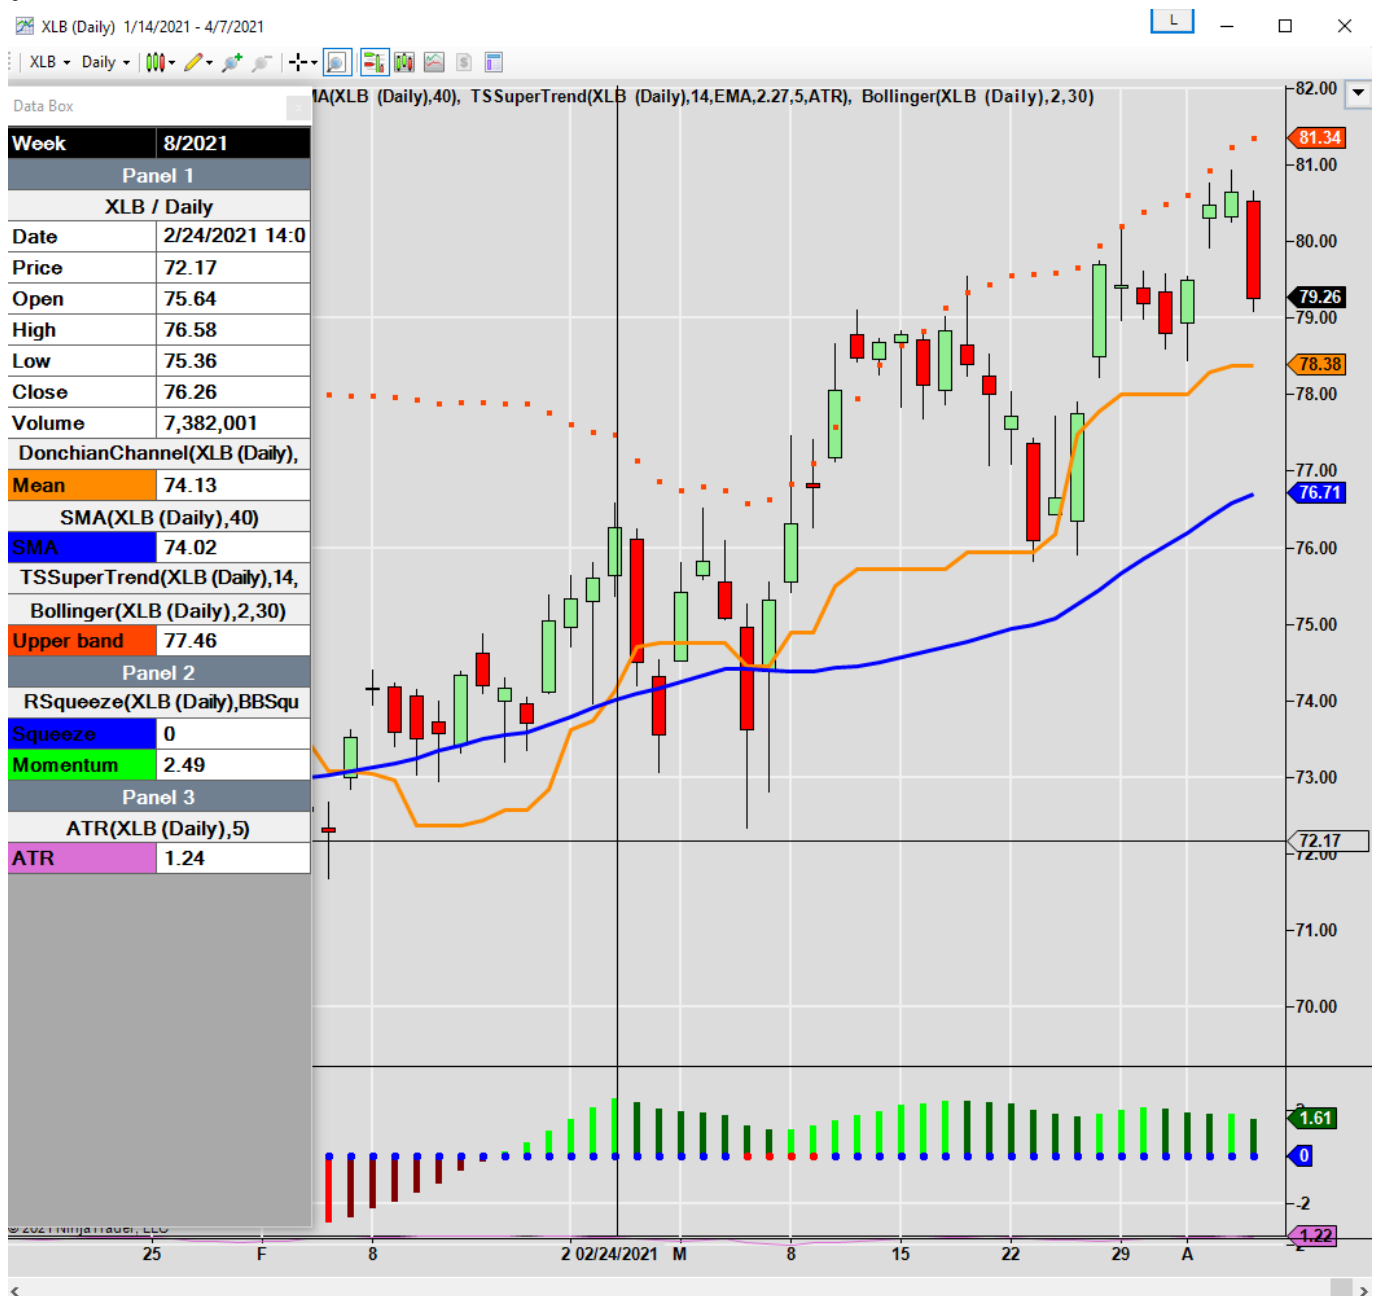 XLB (Daily) 1/14/2021 - 4/7/2021
L
XLB Daily
Data Box
MA(XLB (Daily),40), TSSuperTrend(XLB (Daily),14,EMA,2.27,5,ATR), Bollinger(XLB (Daily),2,30)
Week 8/2021
Panel 1
XLB / Daily
Date 2/24/2021 14:0
Price 72.17
Open 75.64
High 76.58
Low 75.36
Close 76.26
Volume 7,382,001
DonchianChannel(XLB (Daily),
Mean 74.13
SMA(XLB (Daily),40)
SMA 74.02
TSSuperTrend(XLB (Daily),14,
Bollinger(XLB (Daily),2,30)
Upper band 77.46
Panel 2
RSqueeze(XLB (Daily),BBSqu
Squeeze 0
Momentum 2.49
Panel 3
ATR(XLB (Daily),5)
ATR 1.24
82.00
81.34
81.00
80.00
79.26
79.00
78.38
78.00
77.00
76.71
76.00
75.00
74.00
73.00
72.17
72.00
71.00
70.00
1.61
0
-2
1.22
© 2021 NinjaTrader, LLC
25 F 8 2 02/24/2021 M 8 15 22 29 A